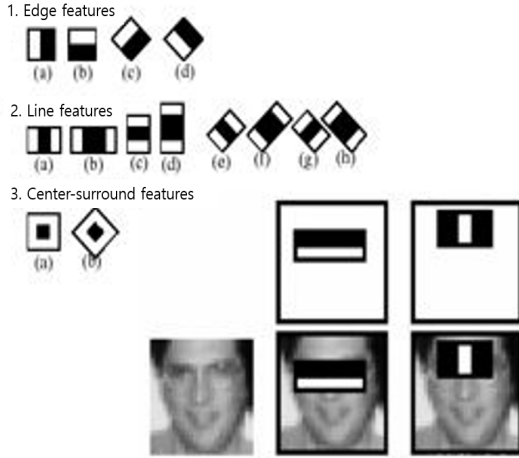 1. Edge features
(a) (b) (c) (d)
2. Line features
(a) (b) (c) (d) (e) (f) (g) (h)
3. Center-surround features
(a) (b)